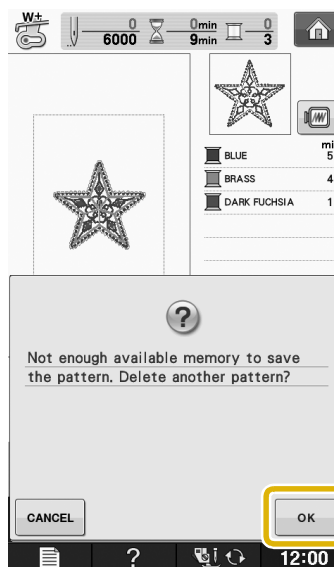 W+
0 0min 0
6000 9min 3
mi
BLUE 5
BRASS 4
DARK FUCHSIA 1
?
Not enough available memory to save
the pattern. Delete another pattern?
CANCEL OK
? 12:00